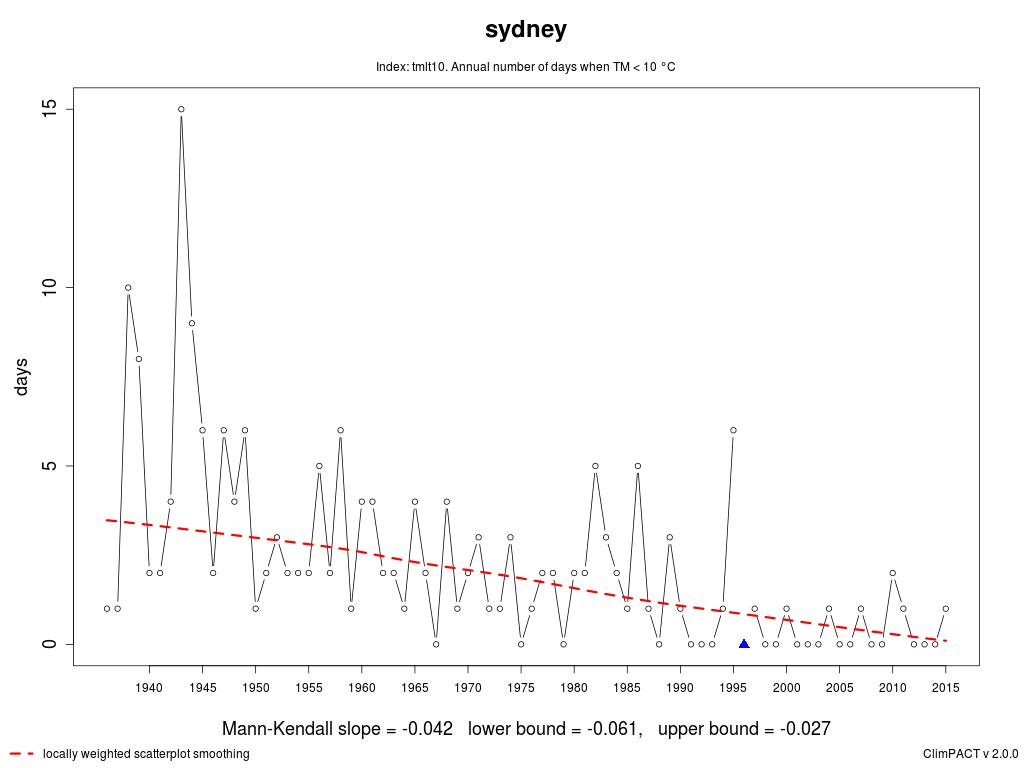 sydney
Index: tmlt10. Annual number of days when TM < 10 °C
days
15
10
5
0
1940 1945 1950 1955 1960 1965 1970 1975 1980 1985 1990 1995 2000 2005 2010 2015
Mann-Kendall slope = -0.042 lower bound = -0.061, upper bound = -0.027
locally weighted scatterplot smoothing
ClimPACT v 2.0.0